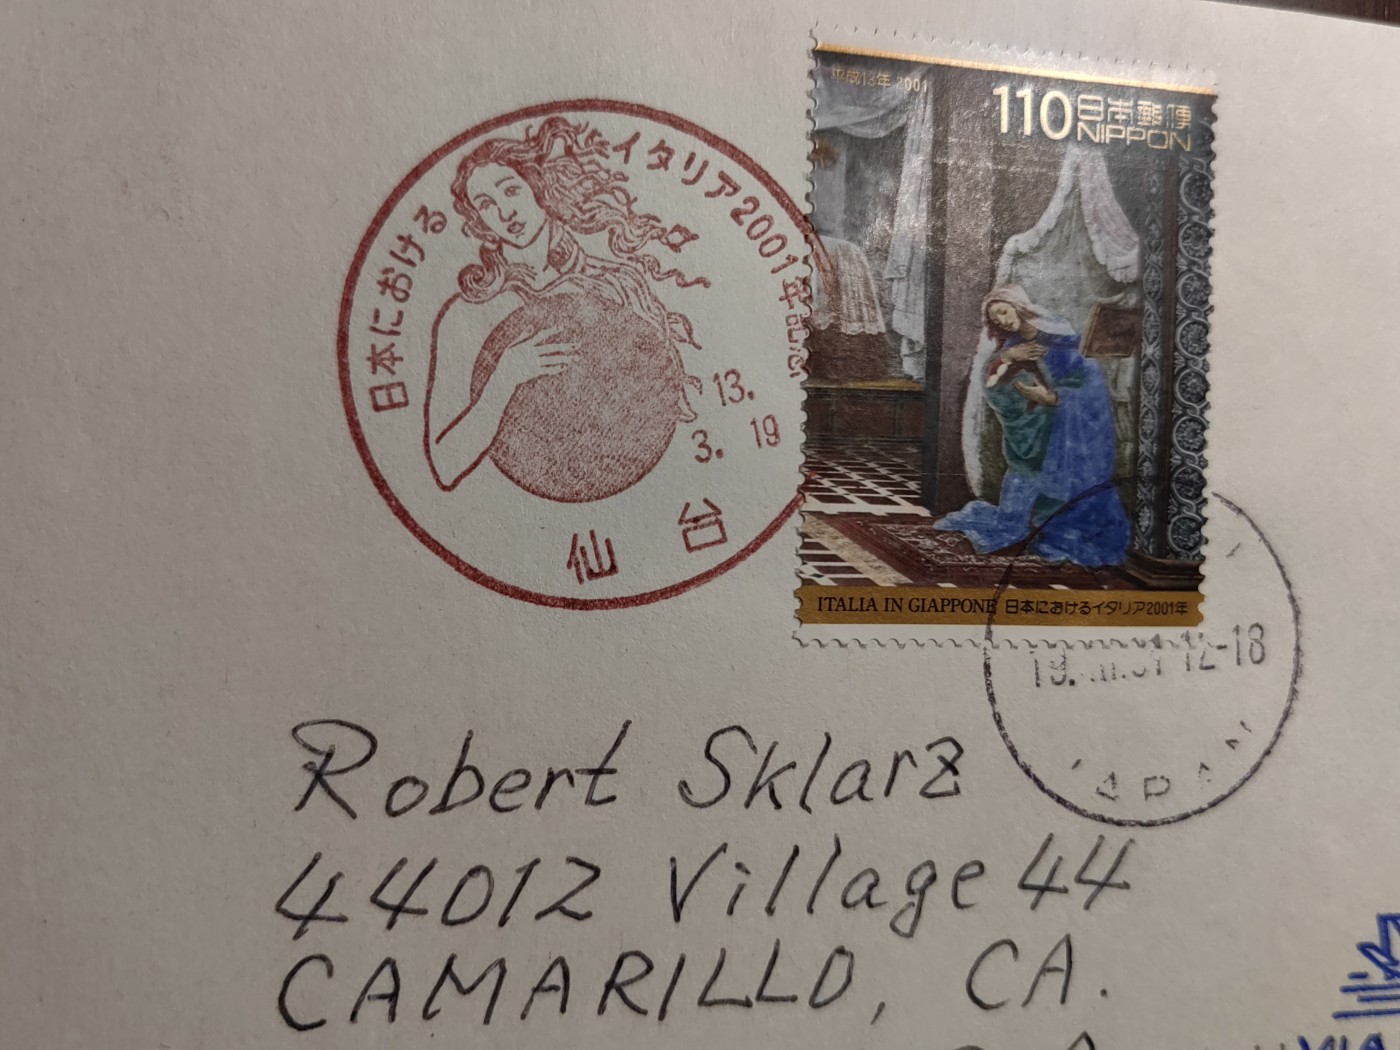 日本における イタリア2001年記念
13.
3. 19
仙台
平成13年 2001
110 日本郵便
NIPPON
ITALIA IN GIAPPONE 日本におけるイタリア2001年
12-18
JAPAN
Robert Sklarz
44012 Village 44
CAMARILLO, CA.